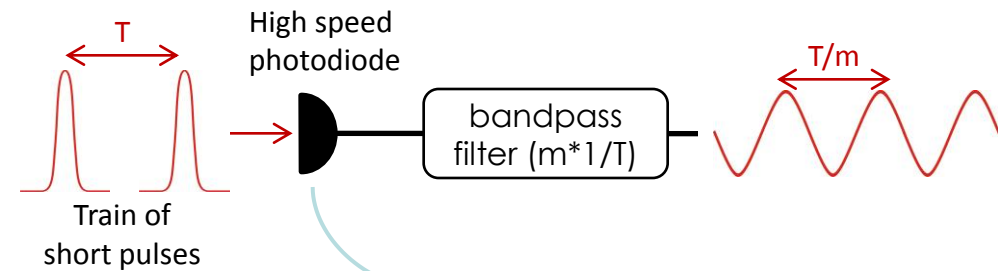 T
High speed
photodiode
T/m
bandpass
filter (m*1/T)
Train of
short pulses